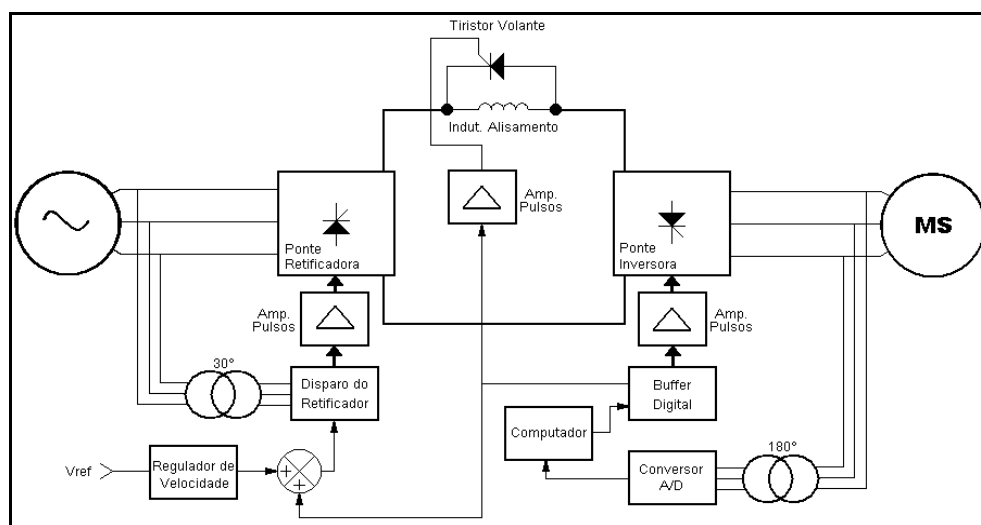 Tiristor Volante
Indut. Alisamento
Amp.
Pulsos
Ponte
Retificadora
Ponte
Inversora
MS
Amp.
Pulsos
Amp.
Pulsos
30°
Disparo do
Retificador
Buffer
Digital
Computador
Vref
Regulador de
Velocidade
+
+
Conversor
A/D
180°